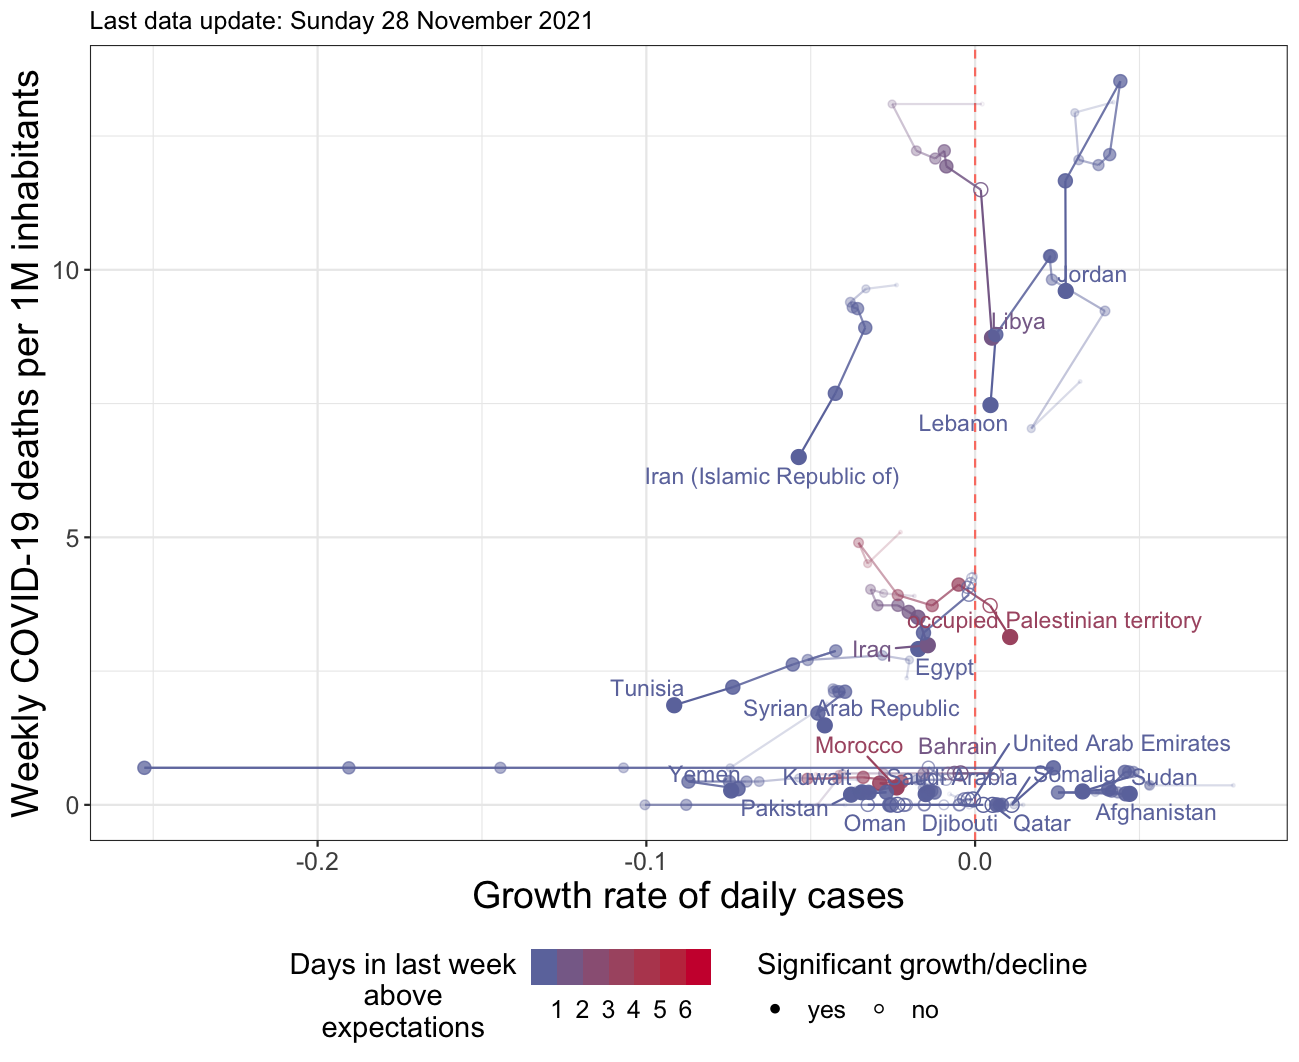 Last data update: Sunday 28 November 2021
Weekly COVID-19 deaths per 1M inhabitants
10
5
0
Jordan
Libya
Lebanon
Iran (Islamic Republic of)
occupied Palestinian territory
Iraq
Egypt
Tunisia
Syrian Arab Republic
Morocco
Bahrain
United Arab Emirates
Yemen
Kuwait
Saudi Arabia
Somalia
Sudan
Pakistan
Afghanistan
Oman
Djibouti
Qatar
-0.2
-0.1
0.0
Growth rate of daily cases
Days in last week
above
expectations
1 2 3 4 5 6
Significant growth/decline
yes
no